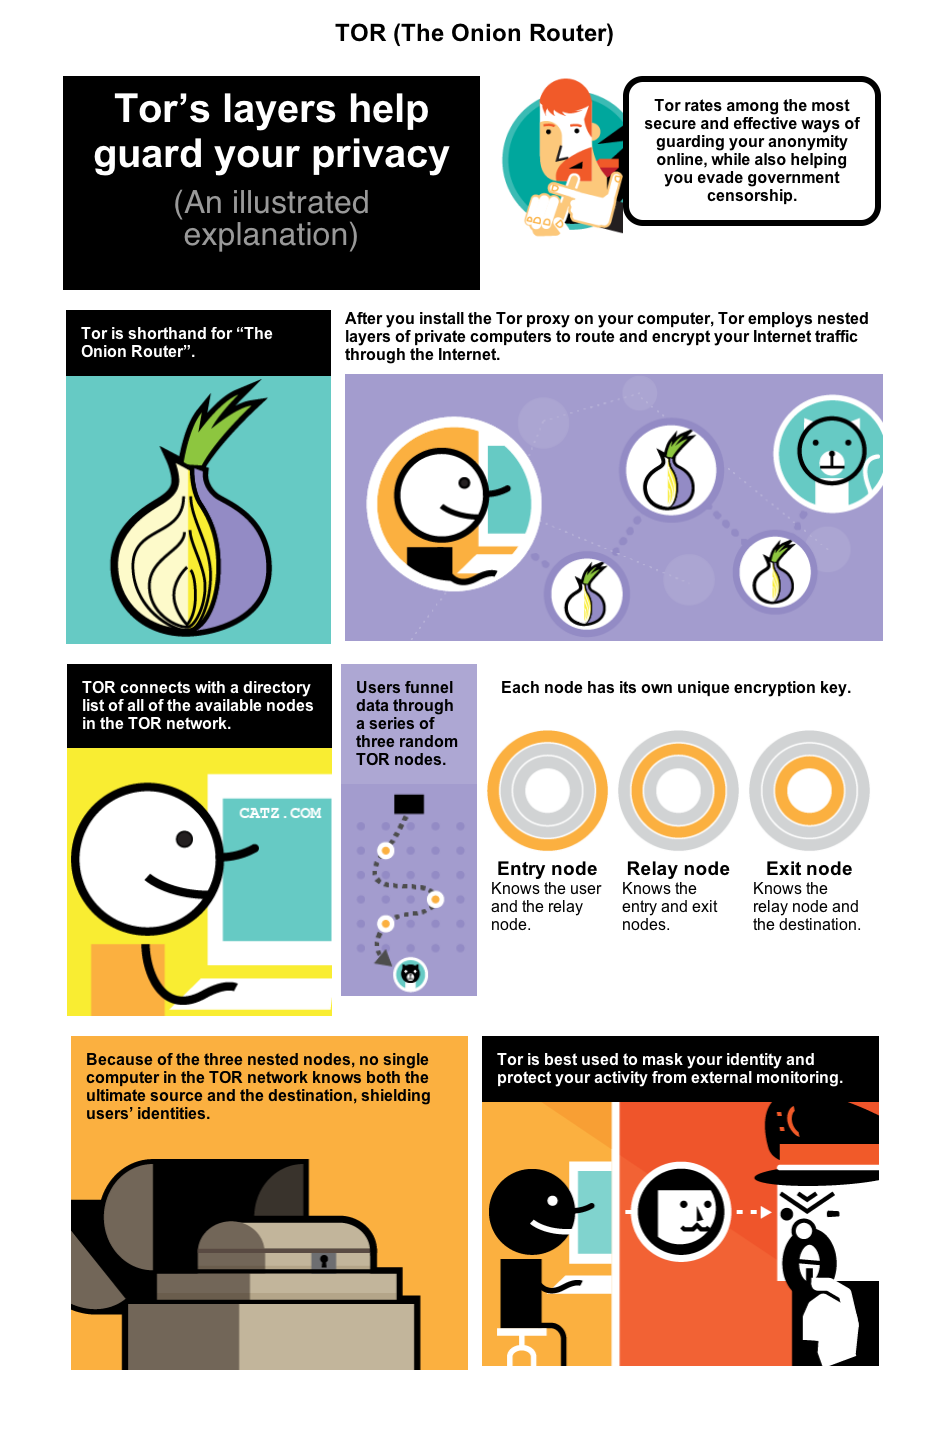 TOR (The Onion Router)
Tor’s layers help
guard your privacy
(An illustrated
explanation)
Tor rates among the most
secure and effective ways of
guarding your anonymity
online, while also helping
you evade government
censorship.
Tor is shorthand for “The
Onion Router”.
After you install the Tor proxy on your computer, Tor employs nested
layers of private computers to route and encrypt your Internet traffic
through the Internet.
TOR connects with a directory
list of all of the available nodes
in the TOR network.
CATZ.COM
Users funnel
data through
a series of
three random
TOR nodes.
Each node has its own unique encryption key.
Entry node
Knows the user
and the relay
node.
Relay node
Knows the
entry and exit
nodes.
Exit node
Knows the
relay node and
the destination.
Because of the three nested nodes, no single
computer in the TOR network knows both the
ultimate source and the destination, shielding
users’ identities.
Tor is best used to mask your identity and
protect your activity from external monitoring.